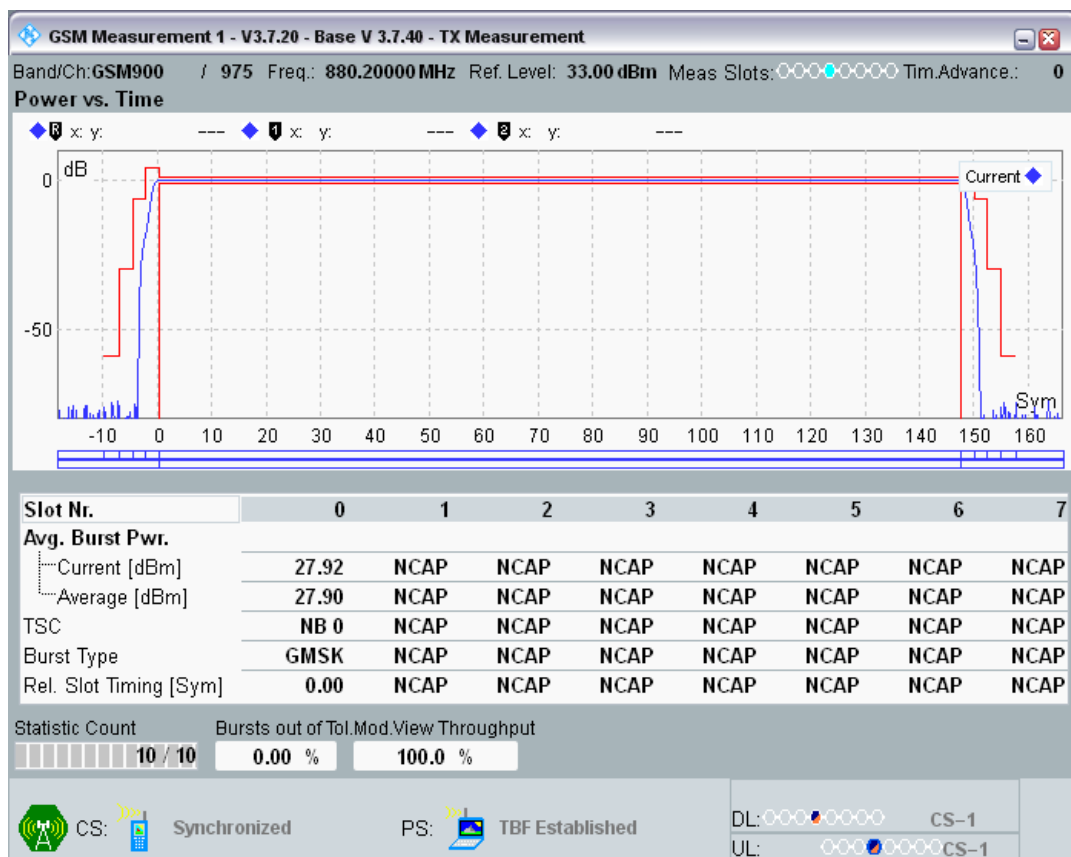 GSM Measurement 1 - V3.7.20 - Base V 3.7.40 - TX Measurement
Band/Ch:GSM900 / 975 Freq.: 880.20000 MHz Ref. Level: 33.00 dBm Meas Slots: Tim.Advance.: 0
Power vs. Time
R x: y: --- 1 x: y: --- 2 x: y: ---
dB
Current
0
-50
Sym
-10 0 10 20 30 40 50 60 70 80 90 100 110 120 130 140 150 160
Slot Nr. 0 1 2 3 4 5 6 7
Avg. Burst Pwr.
Current [dBm] 27.92 NCAP NCAP NCAP NCAP NCAP NCAP NCAP
Average [dBm] 27.90 NCAP NCAP NCAP NCAP NCAP NCAP NCAP
TSC NB 0 NCAP NCAP NCAP NCAP NCAP NCAP NCAP
Burst Type GMSK NCAP NCAP NCAP NCAP NCAP NCAP NCAP
Rel. Slot Timing [Sym] 0.00 NCAP NCAP NCAP NCAP NCAP NCAP NCAP
Statistic Count Bursts out of Tol. Mod.View Throughput
10 / 10 0.00 % 100.0 %
CS: Synchronized PS: TBF Established
DL: CS-1
UL: CS-1